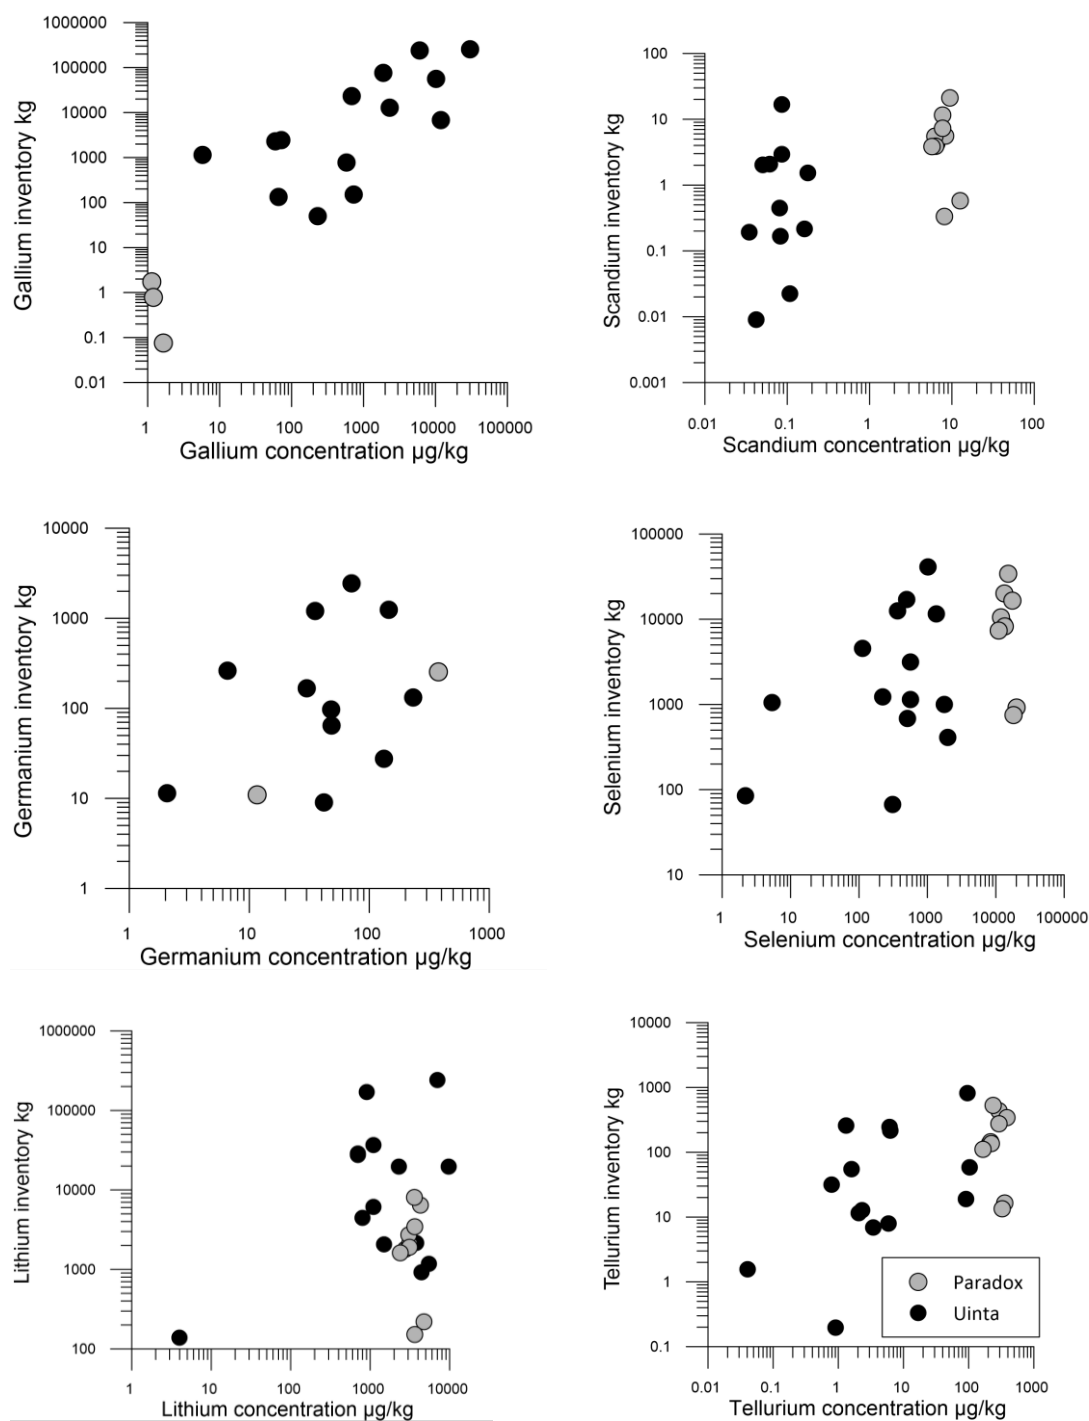 1000000
100000
10000
1000
100
10
1
0.1
0.01
Gallium inventory kg
1 10 100 1000 10000 100000
Gallium concentration µg/kg
100
10
1
0.1
0.01
0.001
Scandium inventory kg
0.01 0.1 1 10 100
Scandium concentration µg/kg
10000
1000
100
10
1
Germanium inventory kg
1 10 100 1000
Germanium concentration µg/kg
100000
10000
1000
100
10
Selenium inventory kg
1 10 100 1000 10000 100000
Selenium concentration µg/kg
1000000
100000
10000
1000
100
Lithium inventory kg
1 10 100 1000 10000
Lithium concentration µg/kg
10000
1000
100
10
1
0.1
Tellurium inventory kg
0.01 0.1 1 10 100 1000
Tellurium concentration µg/kg
Paradox
Uinta